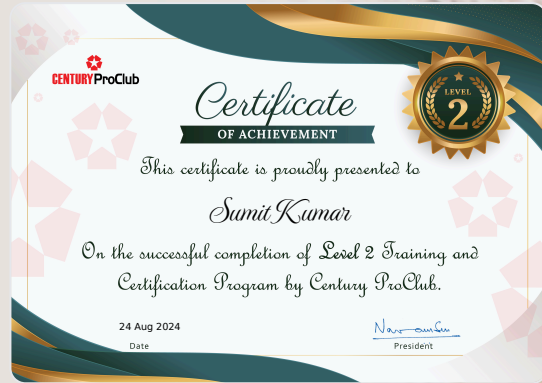 CENTURY ProClub
LEVEL
2
Certificate
OF ACHIEVEMENT
This certificate is proudly presented to
Sumit Kumar
On the successful completion of Level 2 Training and
Certification Program by Century ProClub.
24 Aug 2024
Date
President